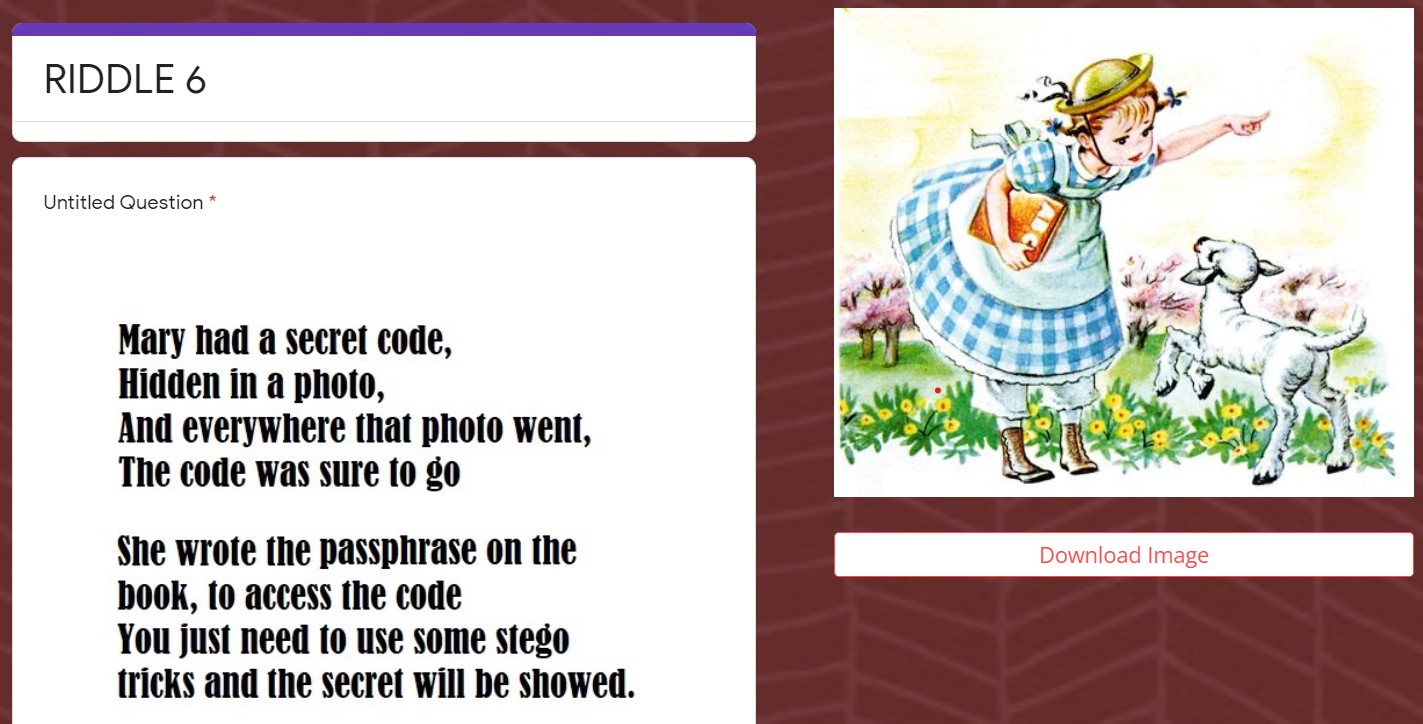 RIDDLE 6
Untitled Question *
Mary had a secret code,
Hidden in a photo,
And everywhere that photo went,
The code was sure to go
She wrote the passphrase on the
book, to access the code
You just need to use some stego
tricks and the secret will be showed.
Download Image